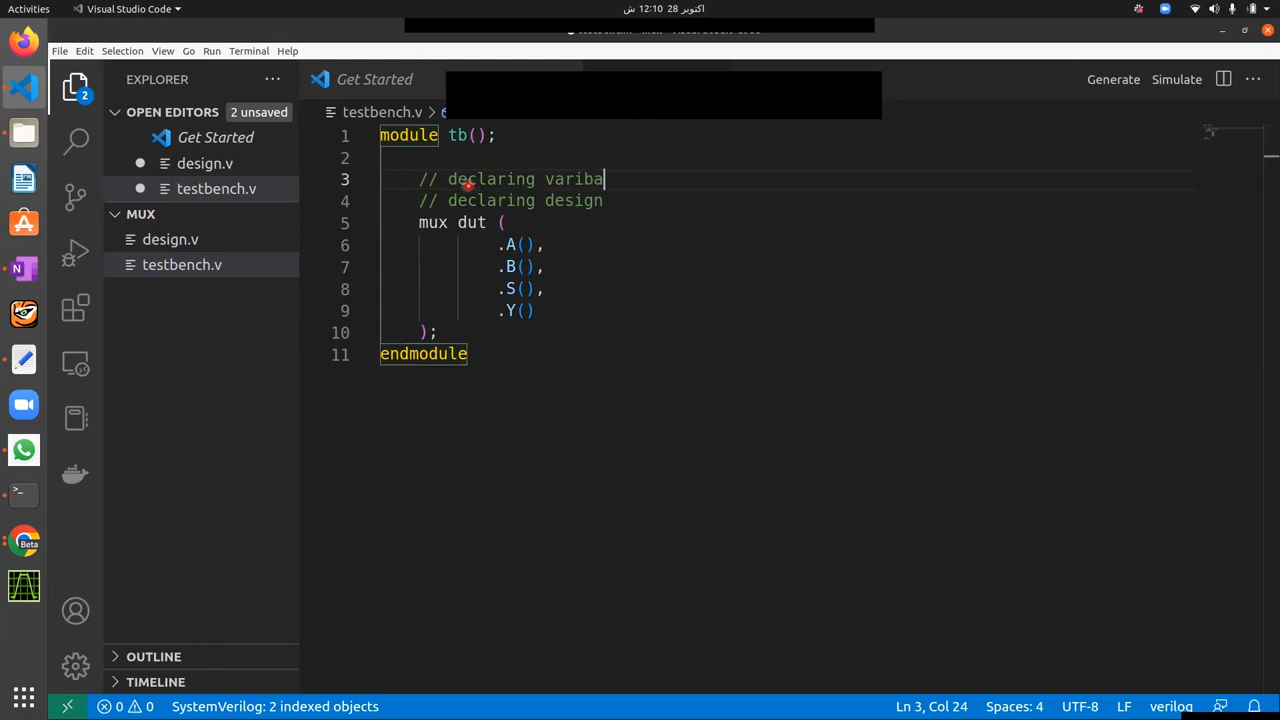 Activities
Visual Studio Code
اکتوبر 28 12:10 ش
File Edit Selection View Go Run Terminal Help
EXPLORER
Get Started
Generate Simulate
OPEN EDITORS 2 unsaved
testbench.v >
Get Started
design.v
testbench.v
MUX
design.v
testbench.v
2
1 module tb();
2
3 // declaring variba
4 // declaring design
5 mux dut (
6 .A(),
7 .B(),
8 .S(),
9 .Y()
10 );
11 endmodule
Beta
OUTLINE
TIMELINE
0 0 SystemVerilog: 2 indexed objects Ln 3, Col 24 Spaces: 4 UTF-8 LF verilog